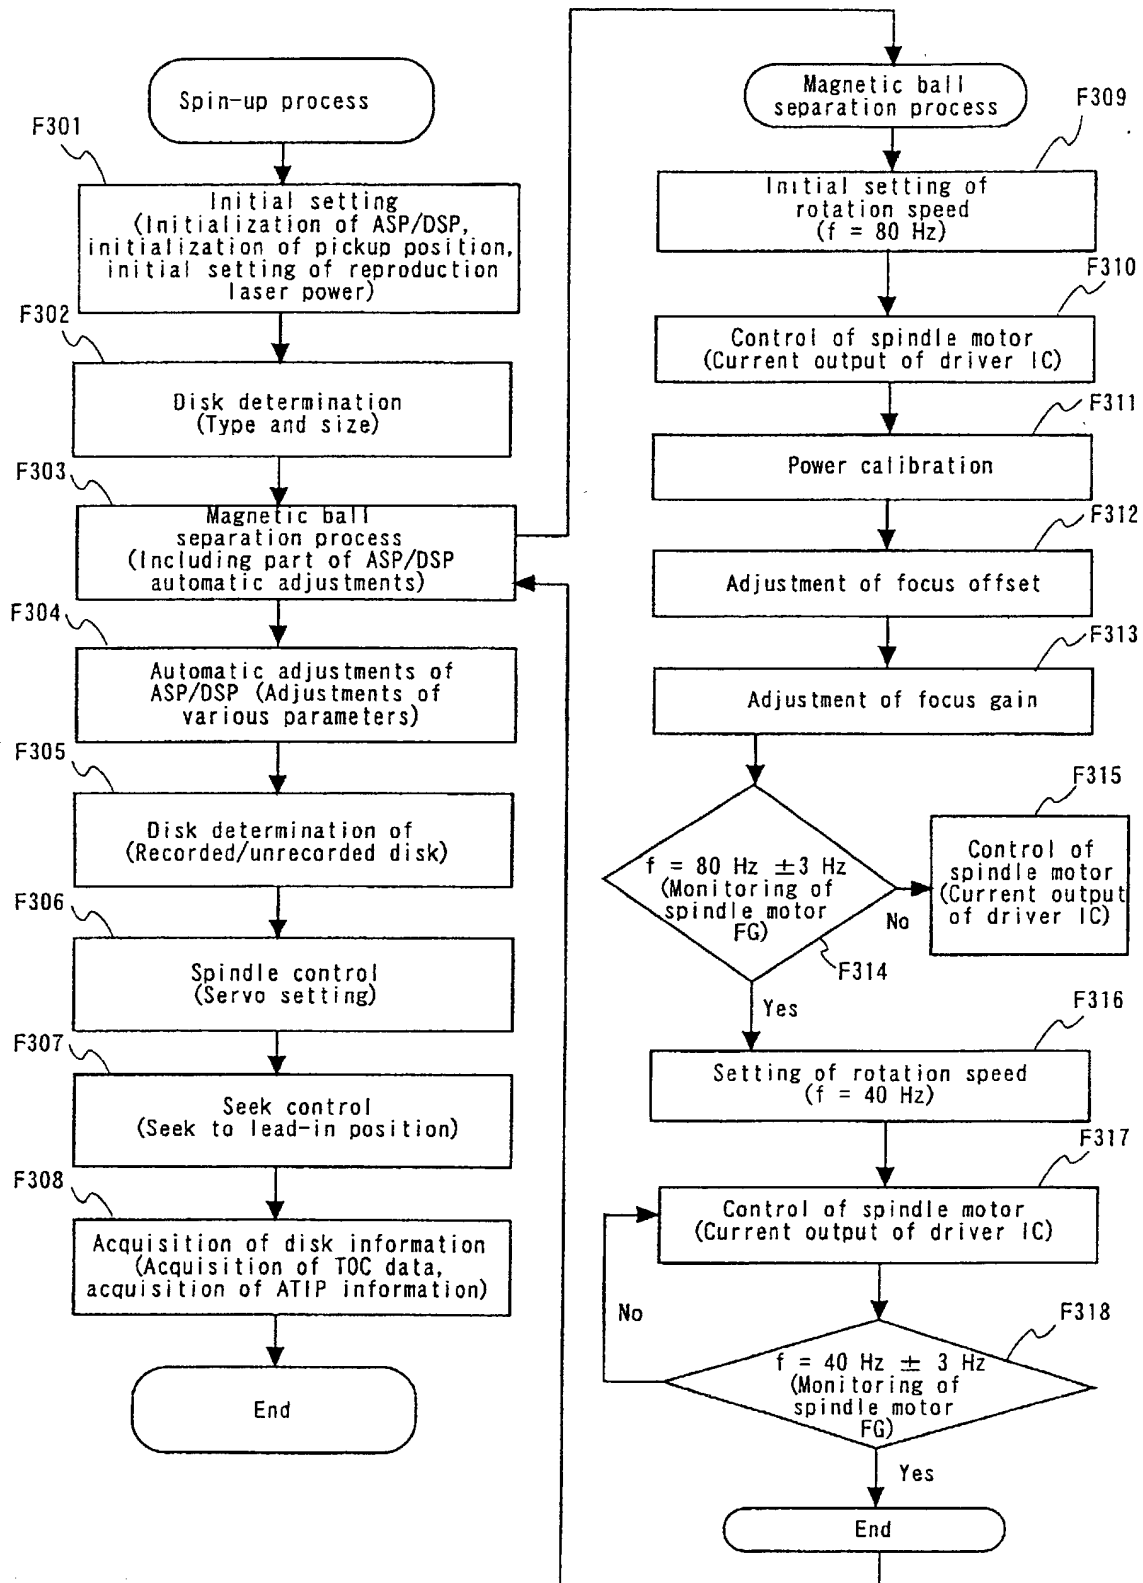 Spin-up process
F301
Initial setting
(Initialization of ASP/DSP,
initialization of pickup position,
initial setting of reproduction
laser power)
F302
Disk determination
(Type and size)
F303
Magnetic ball
separation process
(Including part of ASP/DSP
automatic adjustments)
F304
Automatic adjustments of
ASP/DSP (Adjustments of
various parameters)
F305
Disk determination of
(Recorded/unrecorded disk)
F306
Spindle control
(Servo setting)
F307
Seek control
(Seek to lead-in position)
F308
Acquisition of disk information
(Acquisition of TOC data,
acquisition of ATIP information)
End
Magnetic ball
separation process
F309
Initial setting of
rotation speed
(f = 80 Hz)
F310
Control of spindle motor
(Current output of driver IC)
F311
Power calibration
F312
Adjustment of focus offset
F313
Adjustment of focus gain
f = 80 Hz ±3 Hz
(Monitoring of
spindle motor
FG)
F314
No
F315
Control of
spindle motor
(Current output
of driver IC)
Yes
F316
Setting of rotation speed
(f = 40 Hz)
F317
Control of spindle motor
(Current output of driver IC)
No
F318
f = 40 Hz ± 3 Hz
(Monitoring of
spindle motor
FG)
Yes
End